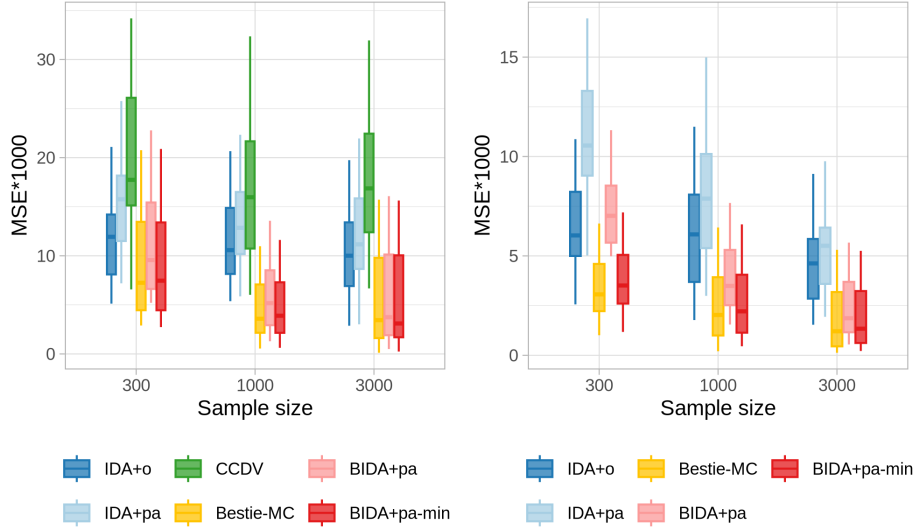 MSE*1000
30
20
10
0
300
1000
3000
Sample size
IDA+o
CCDV
BIDA+pa
IDA+pa
Bestie-MC
BIDA+pa-min
MSE*1000
15
10
5
0
300
1000
3000
Sample size
IDA+o
Bestie-MC
BIDA+pa-min
IDA+pa
BIDA+pa